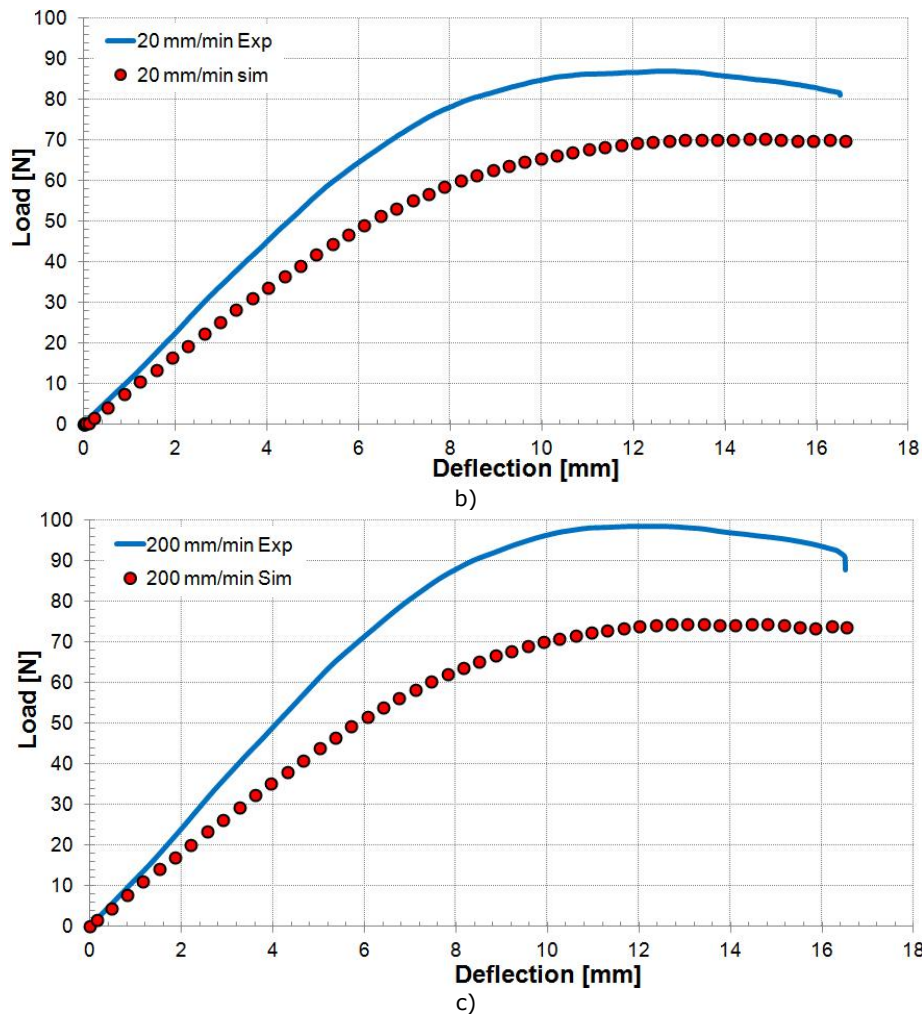 100
90
80
70
60
50
40
30
20
10
0
Load [N]
20 mm/min Exp
20 mm/min sim
0 2 4 6 8 10 12 14 16 18
Deflection [mm]
b)
100
90
80
70
60
50
40
30
20
10
0
Load [N]
200 mm/min Exp
200 mm/min Sim
0 2 4 6 8 10 12 14 16 18
Deflection [mm]
c)